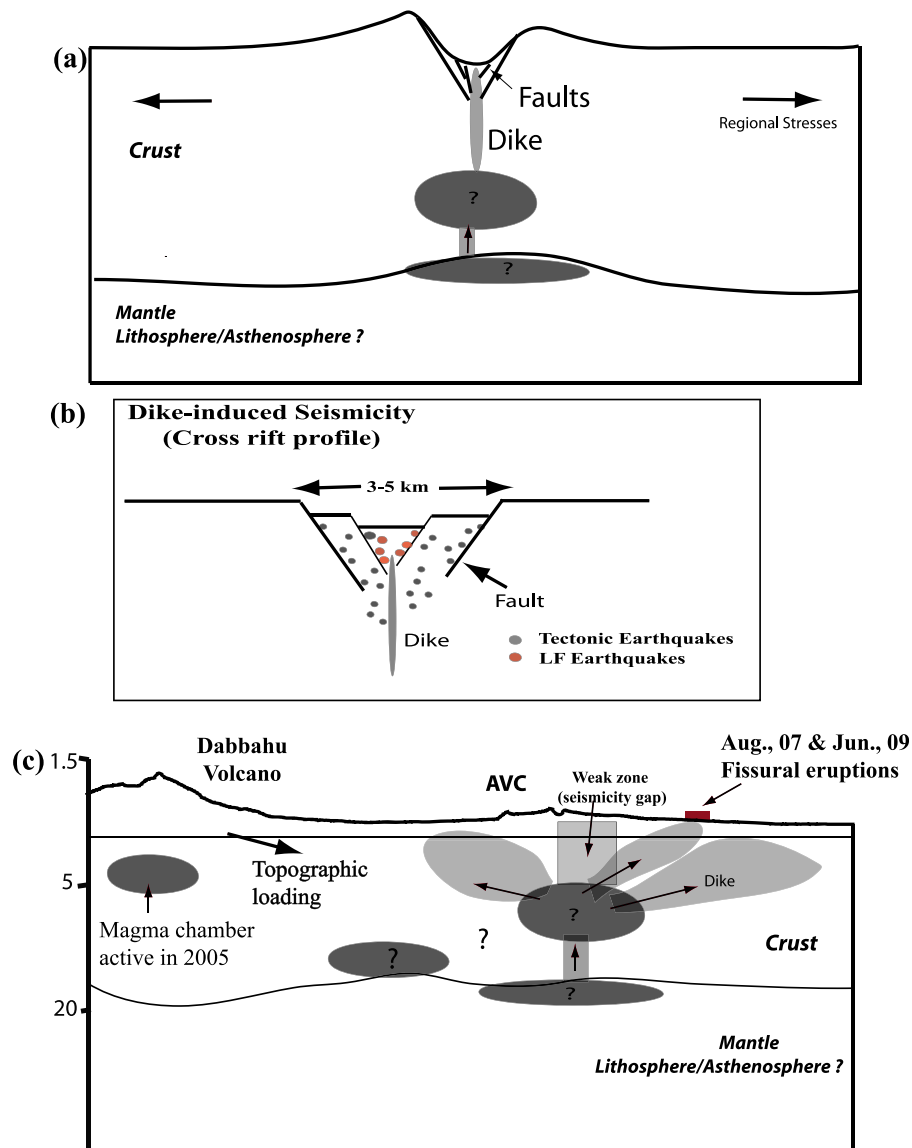 (a)
Faults
Dike
Regional Stresses
Crust
?
?
Mantle
Lithosphere/Asthenosphere ?
(b)
Dike-induced Seismicity
(Cross rift profile)
3-5 km
Fault
Dike
Tectonic Earthquakes
LF Earthquakes
(c)
1.5
Dabbahu
Volcano
AVC
Weak zone
(seismicity gap)
Aug., 07 & Jun., 09
Fissural eruptions
Topographic
loading
5
Dike
Magma chamber
active in 2005
?
?
?
Crust
?
20
Mantle
Lithosphere/Asthenosphere ?